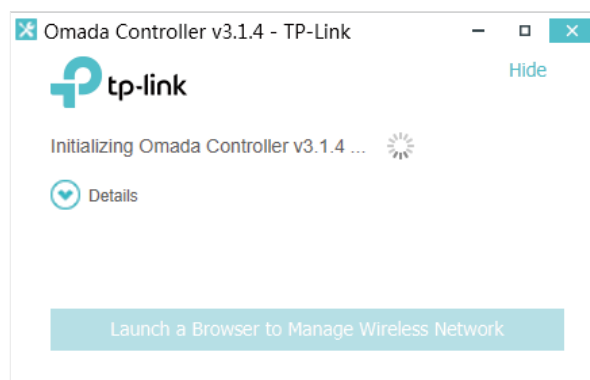 Omada Controller v3.1.4 - TP-Link
tp-link
Hide
Initializing Omada Controller v3.1.4 ...
Details
Launch a Browser to Manage Wireless Network